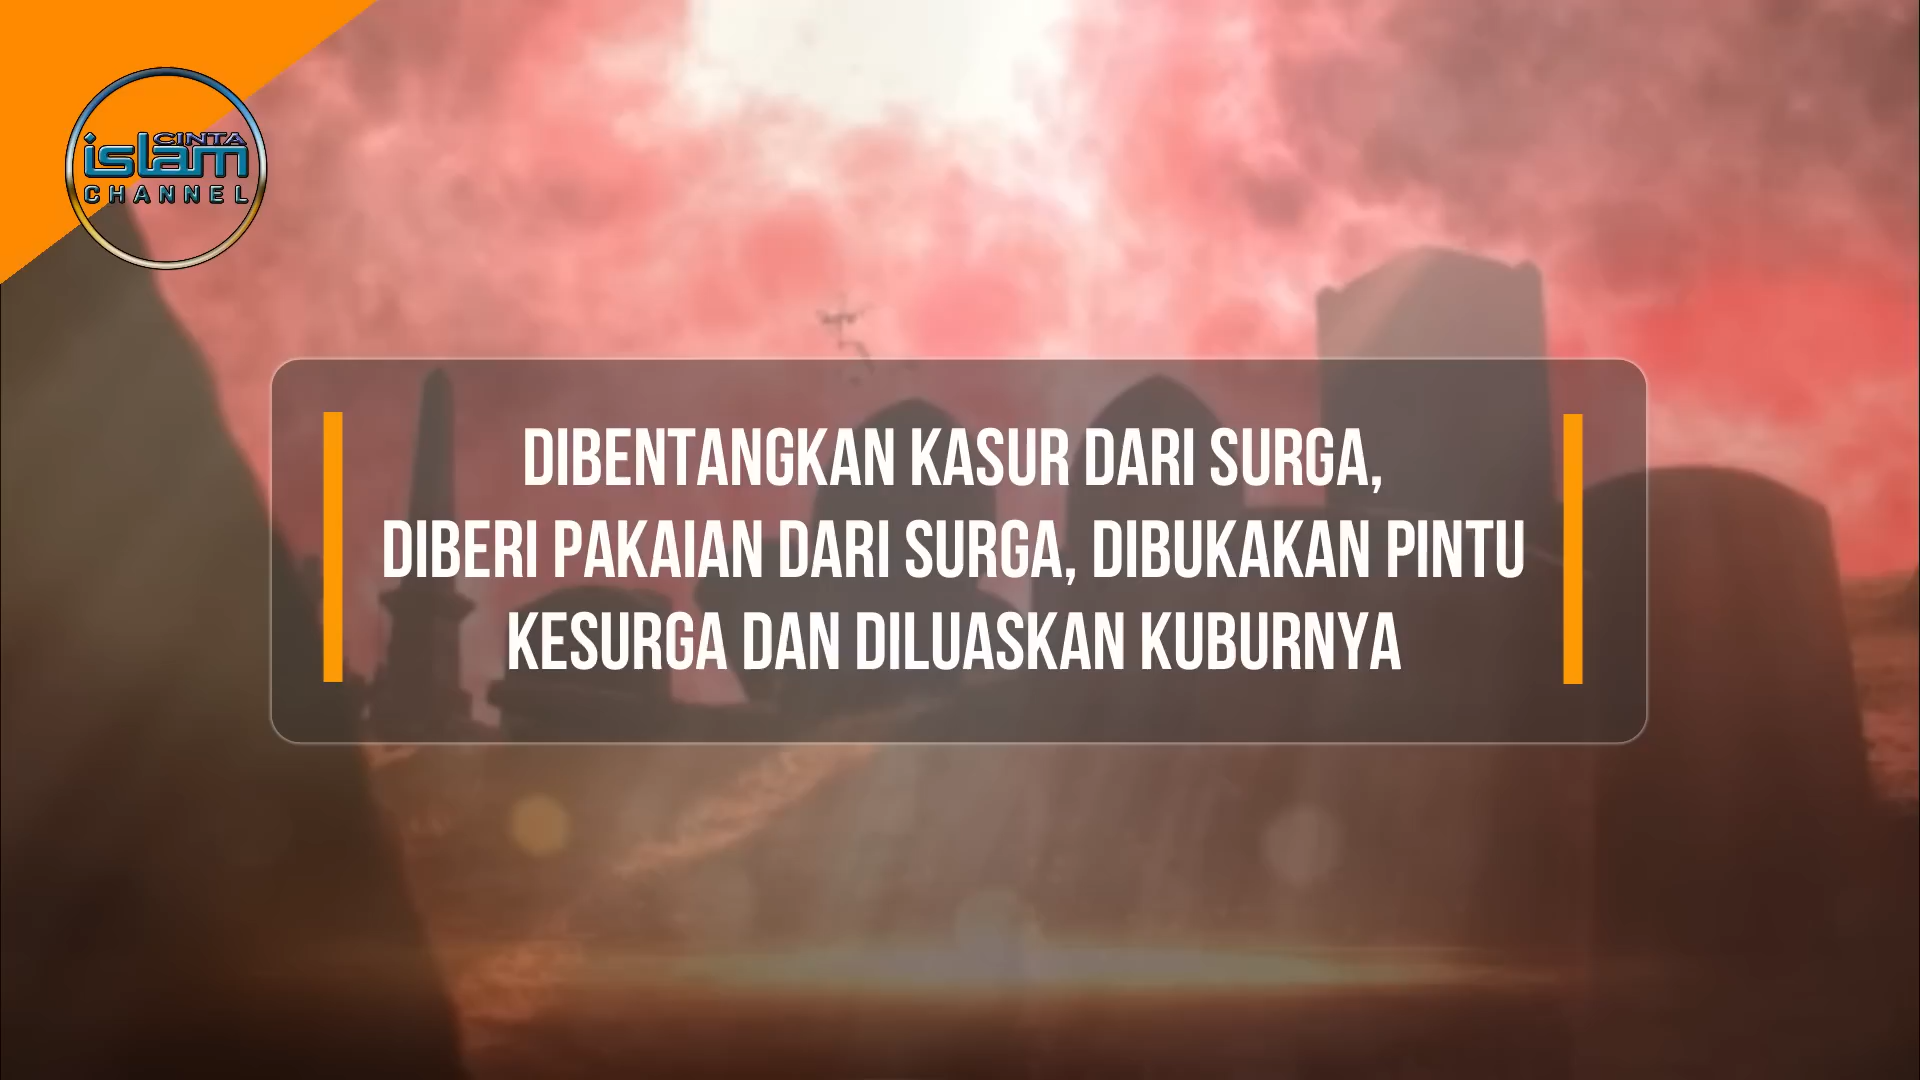 CINTA
islam
CHANNEL
DIBENTANGKAN KASUR DARI SURGA,
DIBERI PAKAIAN DARI SURGA, DIBUKAKAN PINTU
KESURGA DAN DILUASKAN KUBURNYA